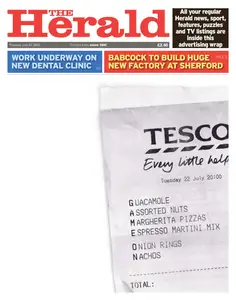 THE
Herald
All your regular
Herald news, sport,
features, puzzles
and TV listings are
inside this
advertising wrap
£2.40
WORK UNDERWAY ON
NEW DENTAL CLINIC
BABCOCK TO BUILD HUGE
NEW FACTORY AT SHERFORD
TESCO
Every little help
Tuesday 22 July 20:00
GUACAMOLE
ASSORTED NUTS
MARGHERITA PIZZAS
ESPRESSO MARTINI MIX
ONION RINGS
NACHOS
TOTAL: